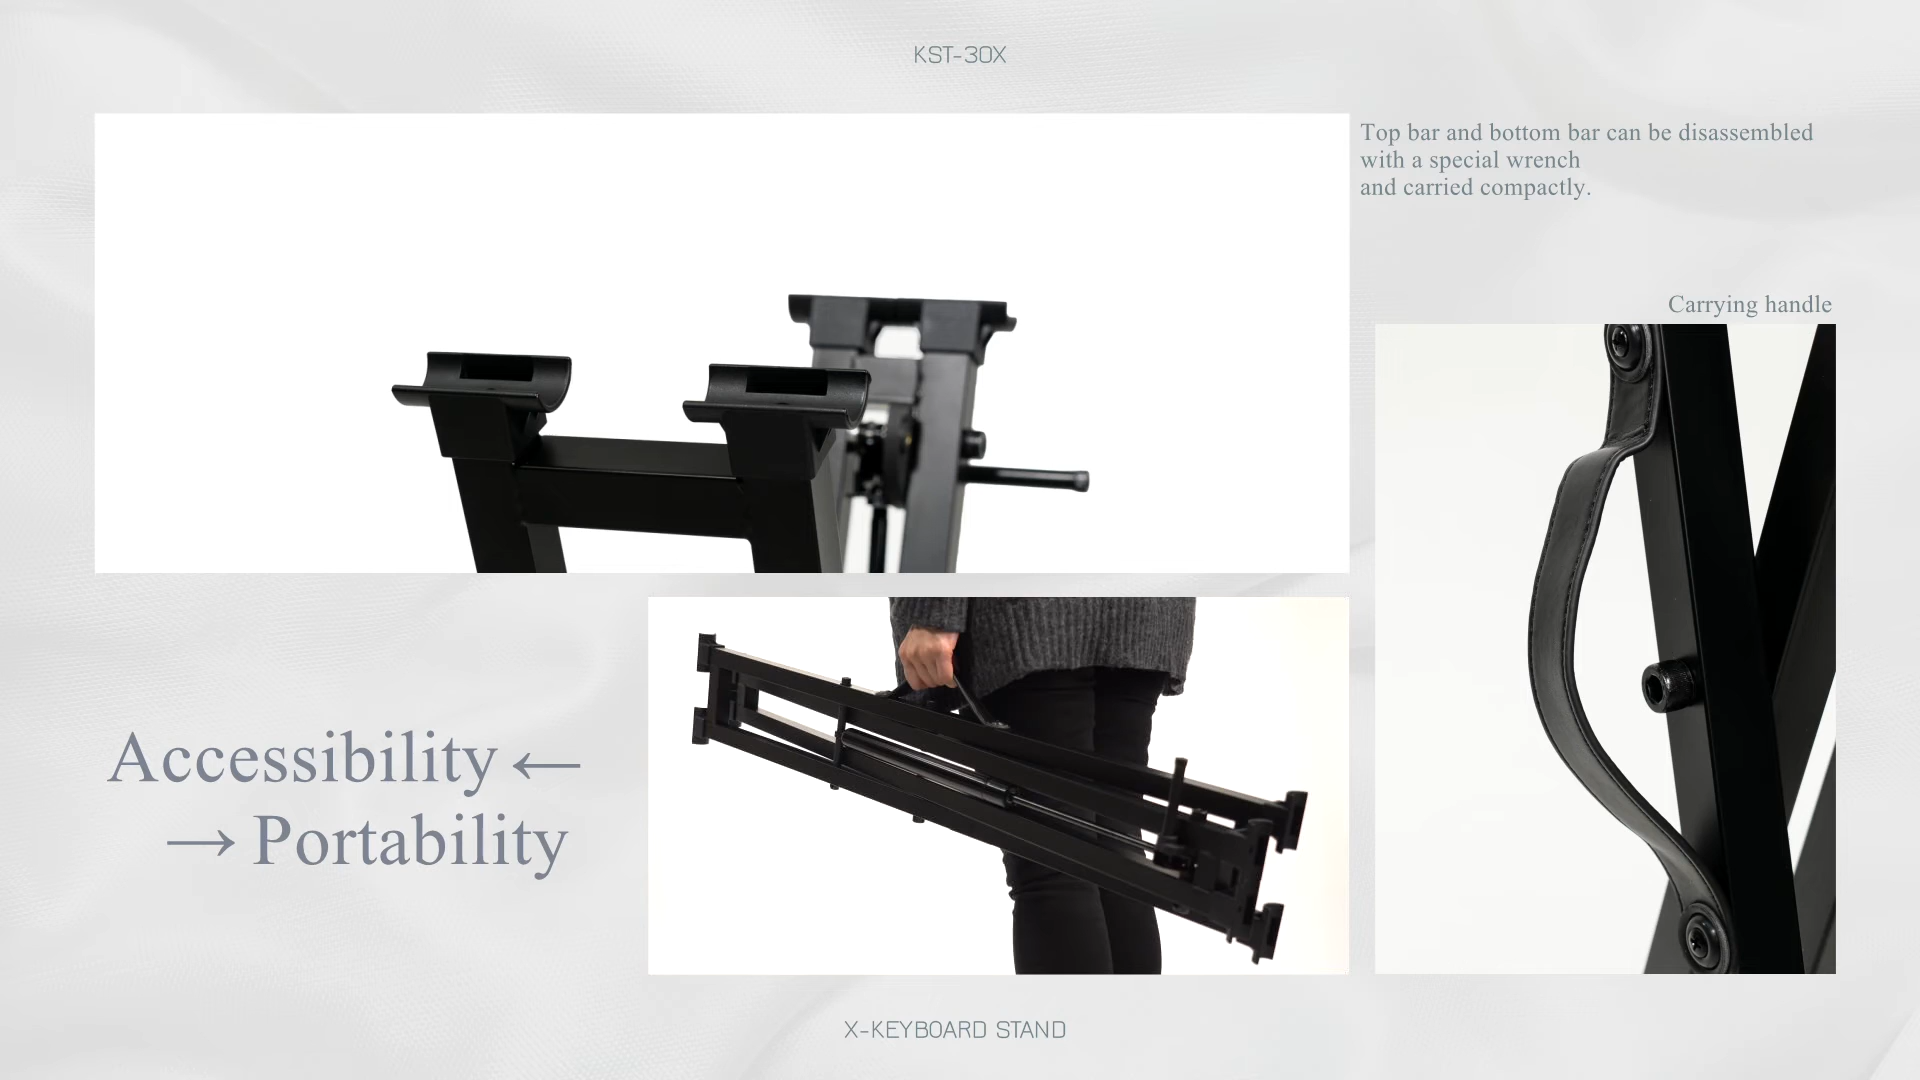 KST-30X
Top bar and bottom bar can be disassembled
with a special wrench
and carried compactly.
Carrying handle
Accessibility ←
→ Portability
X-KEYBOARD STAND